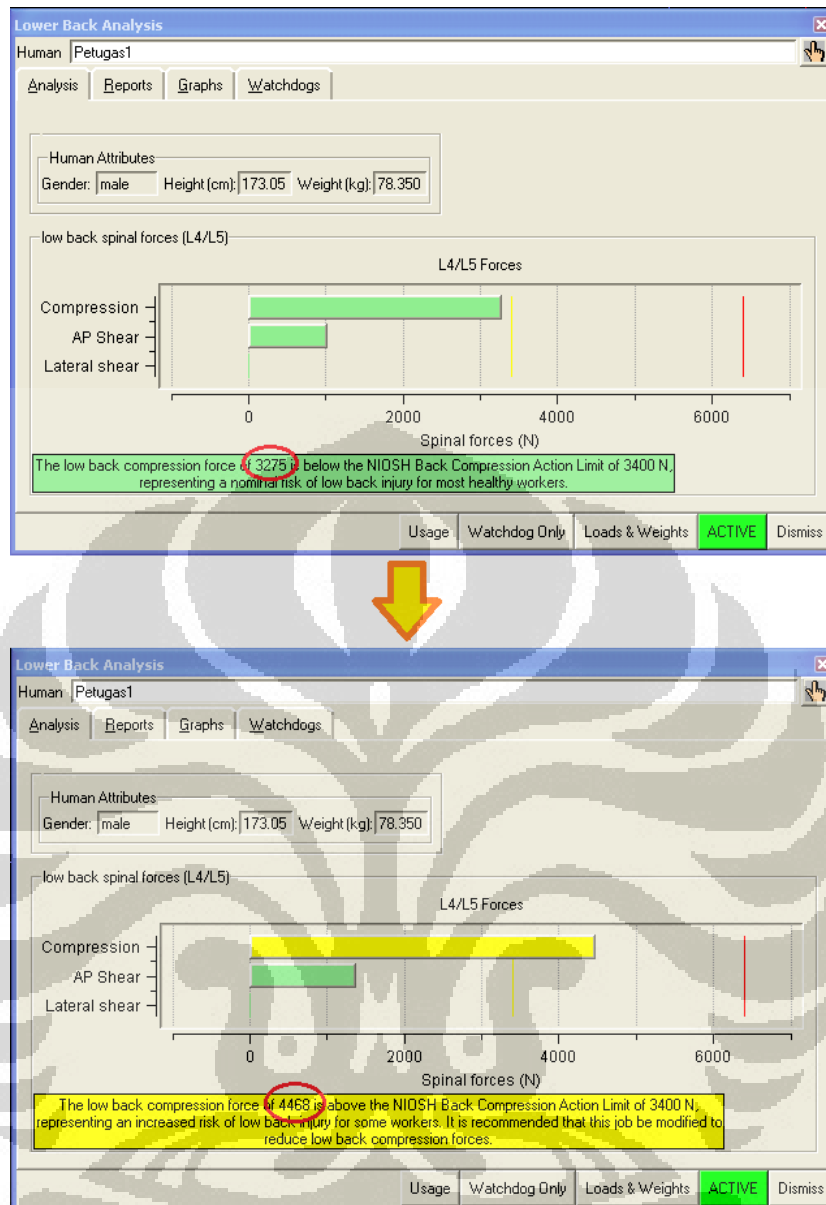 Lower Back Analysis
Human Petugas1
Analysis Reports Graphs Watchdogs
Human Attributes
Gender: male Height (cm): 173.05 Weight (kg): 78.350
low back spinal forces (L4/L5)
L4/L5 Forces
Compression
AP Shear
Lateral shear
0 2000 4000 6000
Spinal forces (N)
The low back compression force of 3275 is below the NIOSH Back Compression Action Limit of 3400 N,
representing a nominal risk of low back injury for most healthy workers.
Usage Watchdog Only Loads & Weights ACTIVE Dismiss
Lower Back Analysis
Human Petugas1
Analysis Reports Graphs Watchdogs
Human Attributes
Gender: male Height (cm): 173.05 Weight (kg): 78.350
low back spinal forces (L4/L5)
L4/L5 Forces
Compression
AP Shear
Lateral shear
0 2000 4000 6000
Spinal forces (N)
The low back compression force of 4468 is above the NIOSH Back Compression Action Limit of 3400 N,
representing an increased risk of low back injury for some workers. It is recommended that this job be modified to
reduce low back compression forces.
Usage Watchdog Only Loads & Weights ACTIVE Dismiss